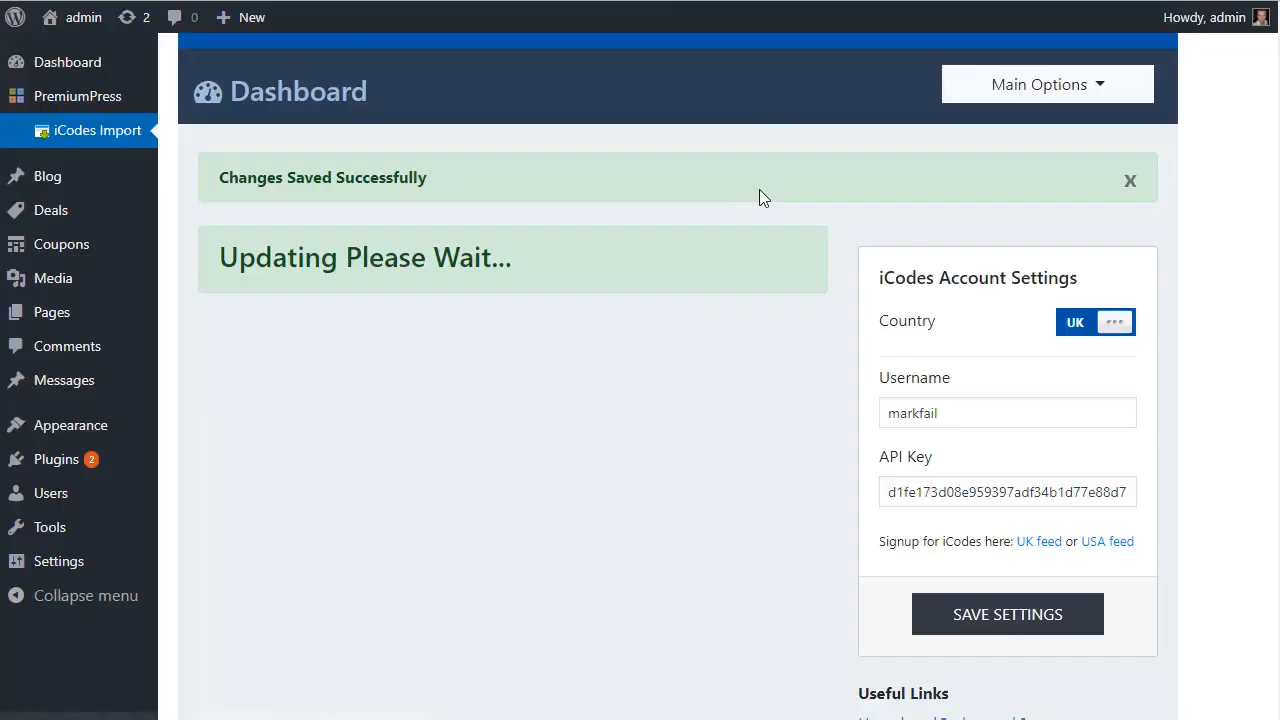 admin
2
0
New
Howdy, admin
Dashboard
PremiumPress
iCodes Import
Blog
Deals
Coupons
Media
Pages
Comments
Messages
Appearance
Plugins 2
Users
Tools
Settings
Collapse menu
Dashboard
Main Options
Changes Saved Successfully
x
Updating Please Wait...
iCodes Account Settings
Country
UK
Username
markfail
API Key
d1fe173d08e959397adf34b1d77e88d7
Signup for iCodes here: UK feed or USA feed
SAVE SETTINGS
Useful Links